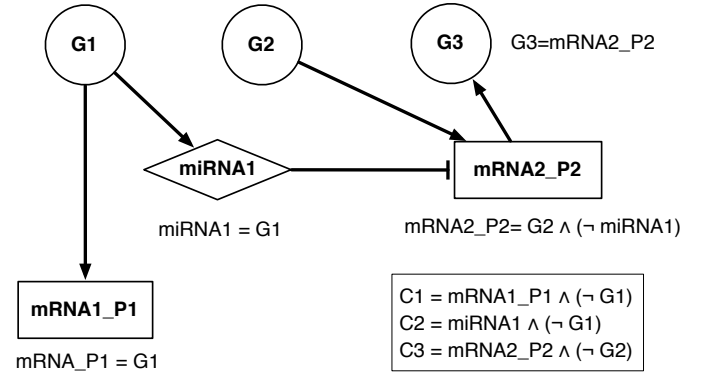 G1
G2
G3
G3=mRNA2_P2
miRNA1
mRNA2_P2
miRNA1 = G1
mRNA2_P2= G2 ∧ (¬ miRNA1)
mRNA1_P1
mRNA_P1 = G1
C1 = mRNA1_P1 ∧ (¬ G1)
C2 = miRNA1 ∧ (¬ G1)
C3 = mRNA2_P2 ∧ (¬ G2)